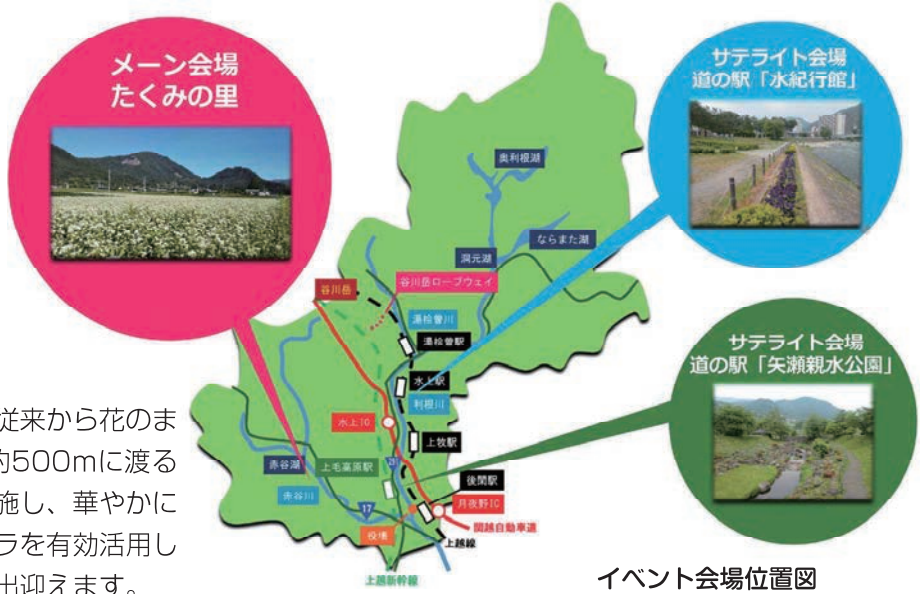 メーン会場
たくみの里
サテライト会場
道の駅「水紀行館」
奥利根湖
ならまた湖
洞元湖
谷川岳
谷川岳ロープウェイ
湯桧曽川
湯桧曽駅
サテライト会場
道の駅「矢瀬親水公園」
水上駅
利根川
水上IC
上牧駅
赤谷湖
上毛高原駅
赤谷川
17
後閑駅
月夜野IC
関越自動車道
役場
上越線
上越新幹線
従来から花のま
約500mに渡る
施し、華やかに
ラを有効活用し
出迎えます。
イベント会場位置図